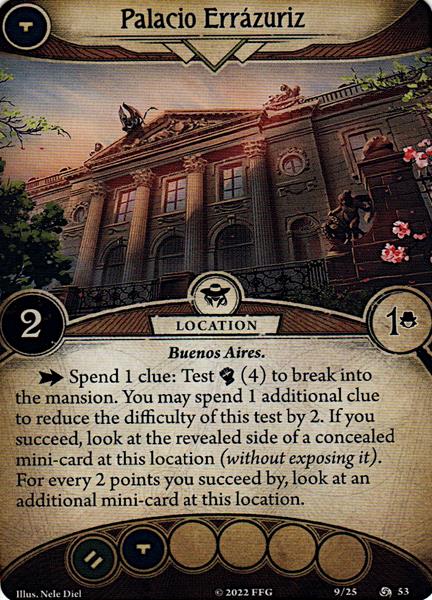 Palacio Errázuriz
2
1
LOCATION
Buenos Aires.
Spend 1 clue: Test (4) to break into
the mansion. You may spend 1 additional clue
to reduce the difficulty of this test by 2. If you
succeed, look at the revealed side of a concealed
mini-card at this location (without exposing it).
For every 2 points you succeed by, look at an
additional mini-card at this location.
Illus. Nele Diel
© 2022 FFG
9/25
53